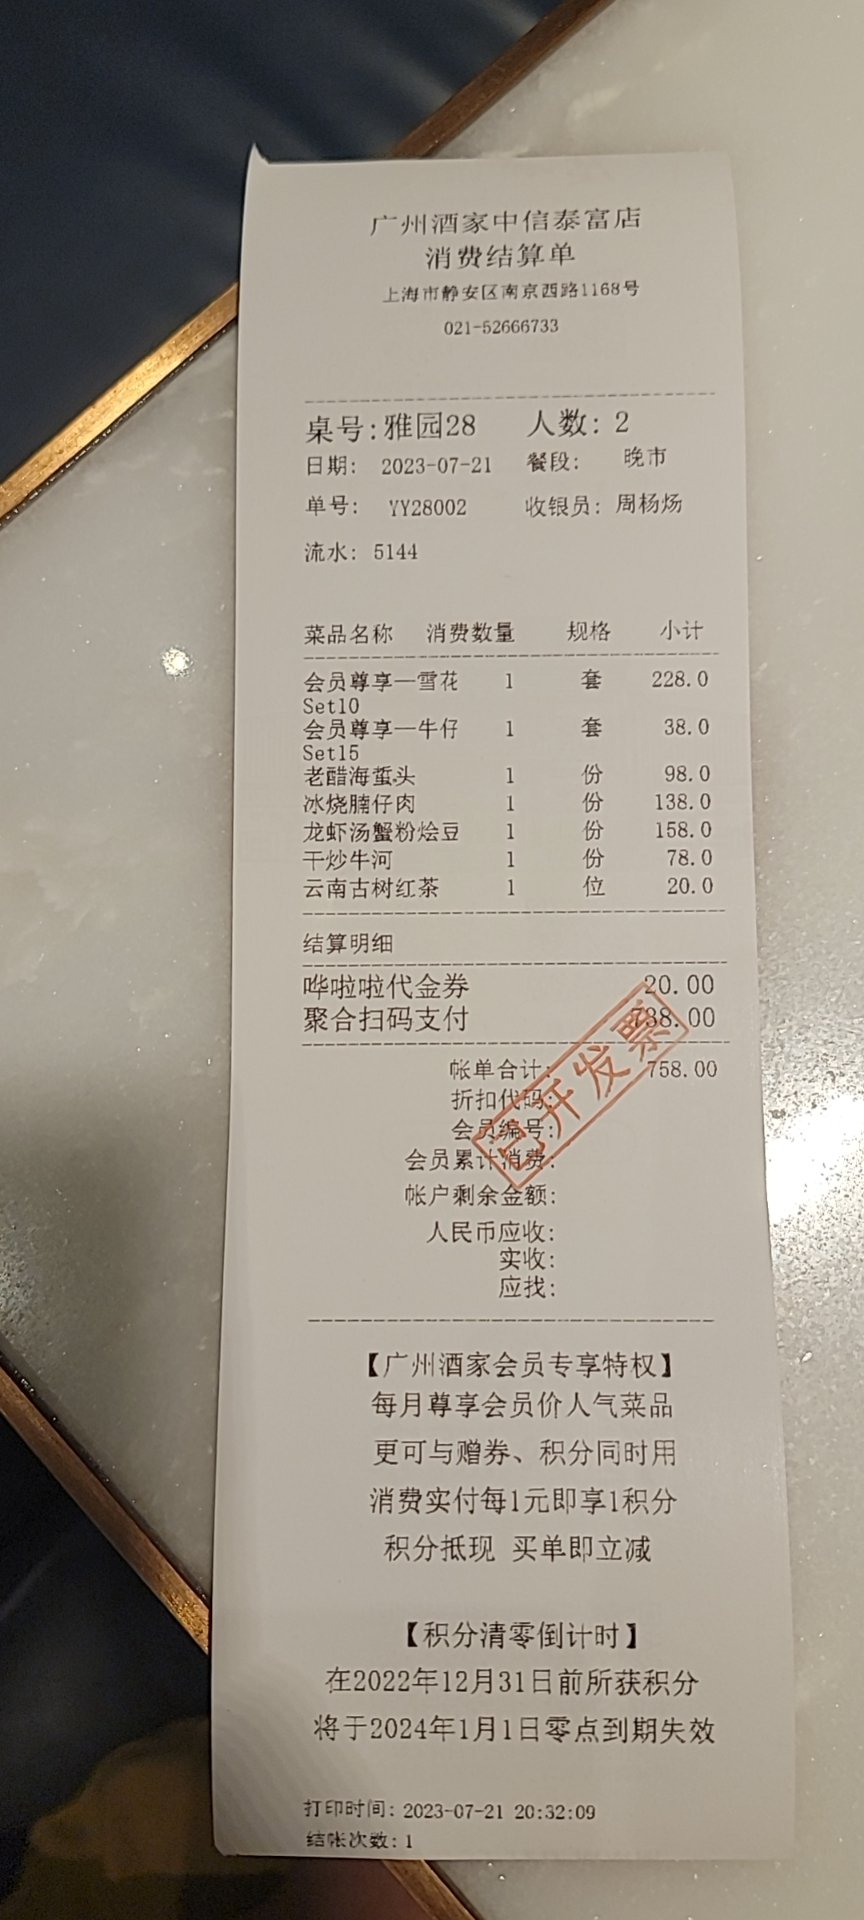 广州酒家中信泰富店
消费结算单
上海市静安区南京西路1168号
021-52666733
桌号:雅园28 人数: 2
日期: 2023-07-21 餐段: 晚市
单号: YY28002 收银员: 周杨炀
流水: 5144
菜品名称 消费数量 规格 小计
会员尊享—雪花 1 套 228.0
Set10
会员尊享—牛仔 1 套 38.0
Set15
老醋海蜇头 1 份 98.0
冰烧腩仔肉 1 份 138.0
龙虾汤蟹粉烩豆 1 份 158.0
干炒牛河 1 份 78.0
云南古树红茶 1 位 20.0
结算明细
哗啦啦代金券 20.00
聚合扫码支付 738.00
帐单合计: 758.00
折扣代码:
会员编号:
会员累计消费:
已开发票
帐户剩余金额:
人民币应收:
实收:
应找:
【广州酒家会员专享特权】
每月尊享会员价人气菜品
更可与赠券、积分同时用
消费实付每1元即享1积分
积分抵现 买单即立减
【积分清零倒计时】
在2022年12月31日前所获积分
将于2024年1月1日零点到期失效
打印时间: 2023-07-21 20:32:09
结帐次数: 1